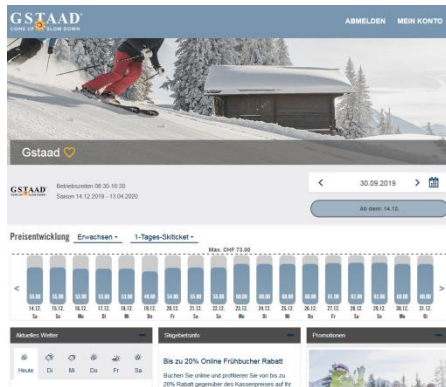 GSTAAD
COME UP SLOW DOWN
ABMELDEN MEIN KONTO
Gstaad
GSTAAD
Saison 14.12.2019 - 13.04.2020
30.09.2019
Ab dem: 14.12.
Preisentwicklung Erwachsen 1-Tages-Skiticket
Max. CHF 73.00
14.12. 15.12. 16.12. 17.12. 18.12. 19.12. 20.12. 21.12. 22.12. 23.12. 24.12. 25.12. 26.12. 27.12. 28.12. 29.12. 30.12. 31.12.
Sa So Mo Di Mi Do Fr Sa So Mo Di Mi Do Fr Sa So Mo Di
Aktuelles Wetter
Heute Di Mi Do Fr Sa
Skigebietsinfo
Bis zu 20% Online Frühbucher Rabatt
Buchen Sie online und profitieren Sie von bis zu
20% Rabatt gegenüber des Kassenpreises auf Ihr
Promotionen